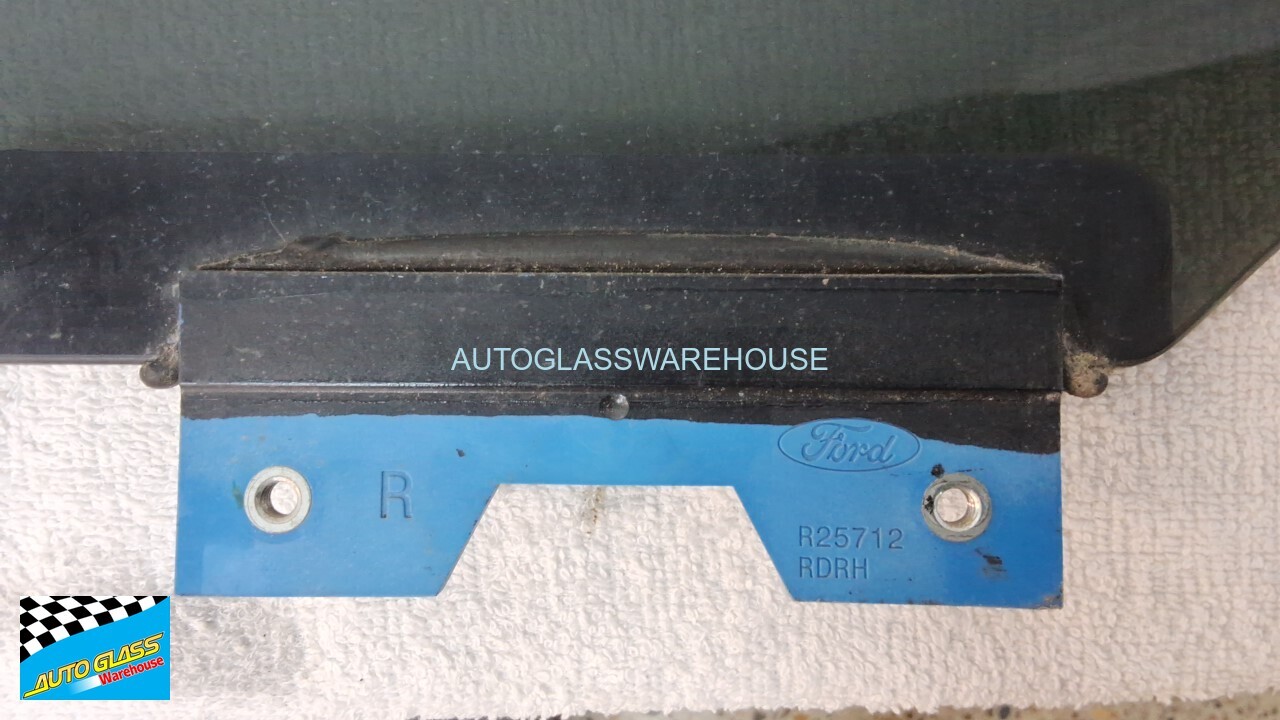 AUTOGLASSWAREHOUSE
Ford
R
R25712
RDRH
AUTO GLASS
Warehouse